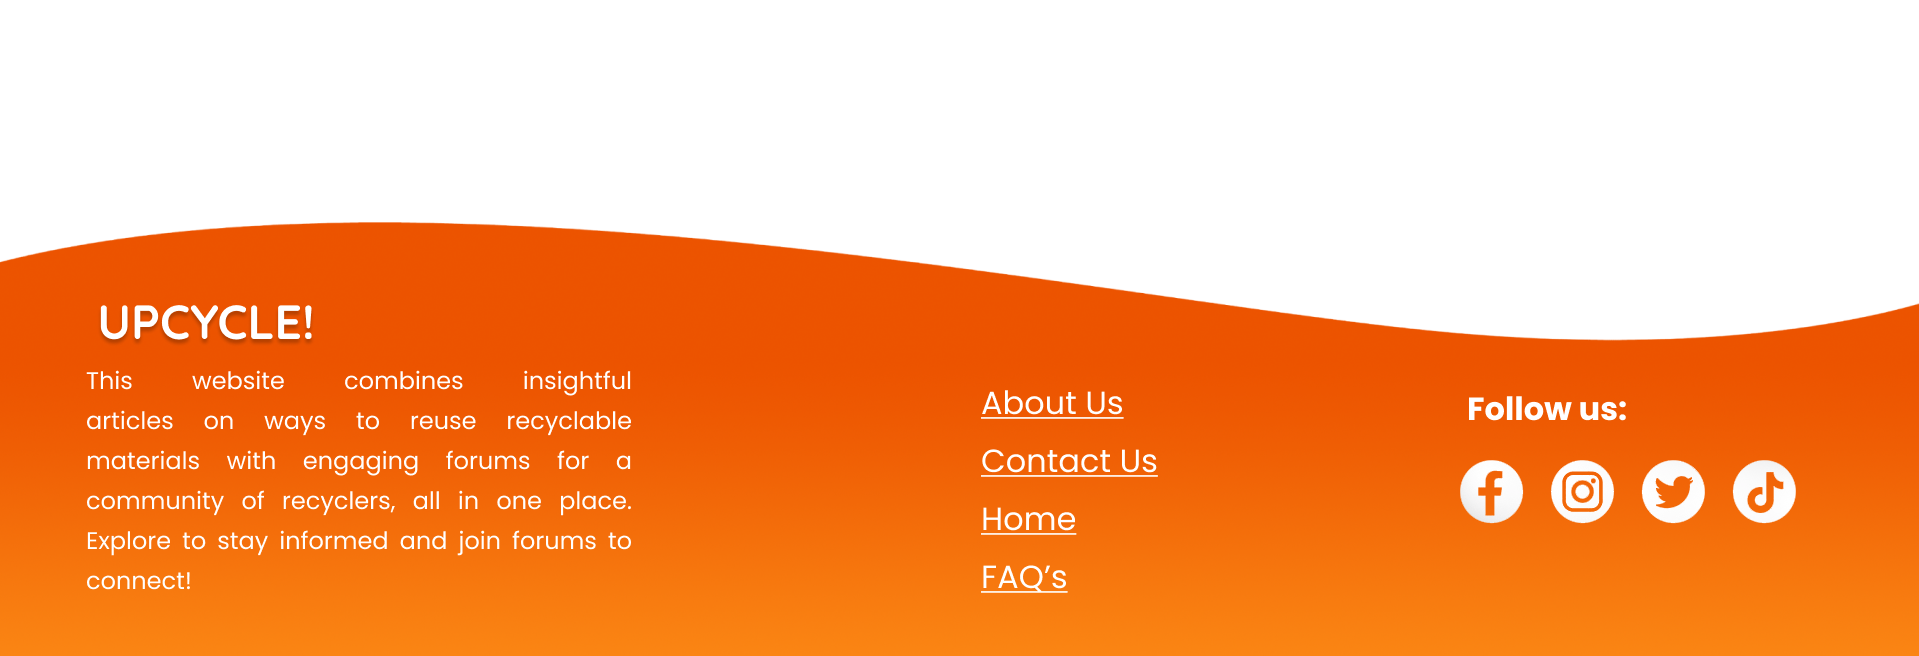 UPCYCLE!
This website combines insightful
articles on ways to reuse recyclable
materials with engaging forums for a
community of recyclers, all in one place.
Explore to stay informed and join forums to
connect!
About Us
Contact Us
Home
FAQ’s
Follow us: